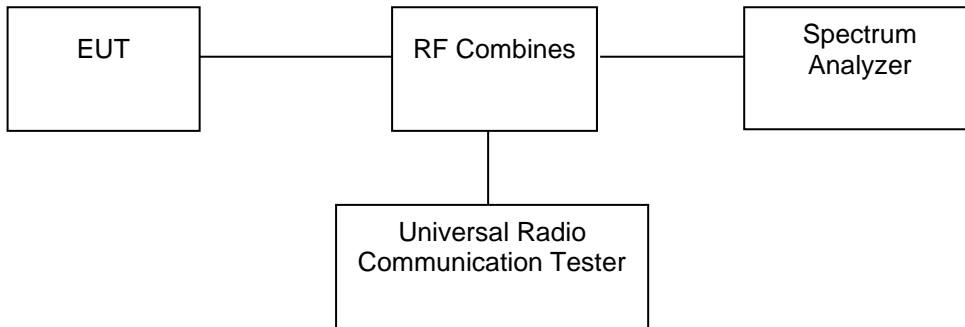 EUT
RF Combines
Spectrum
Analyzer
Universal Radio
Communication Tester